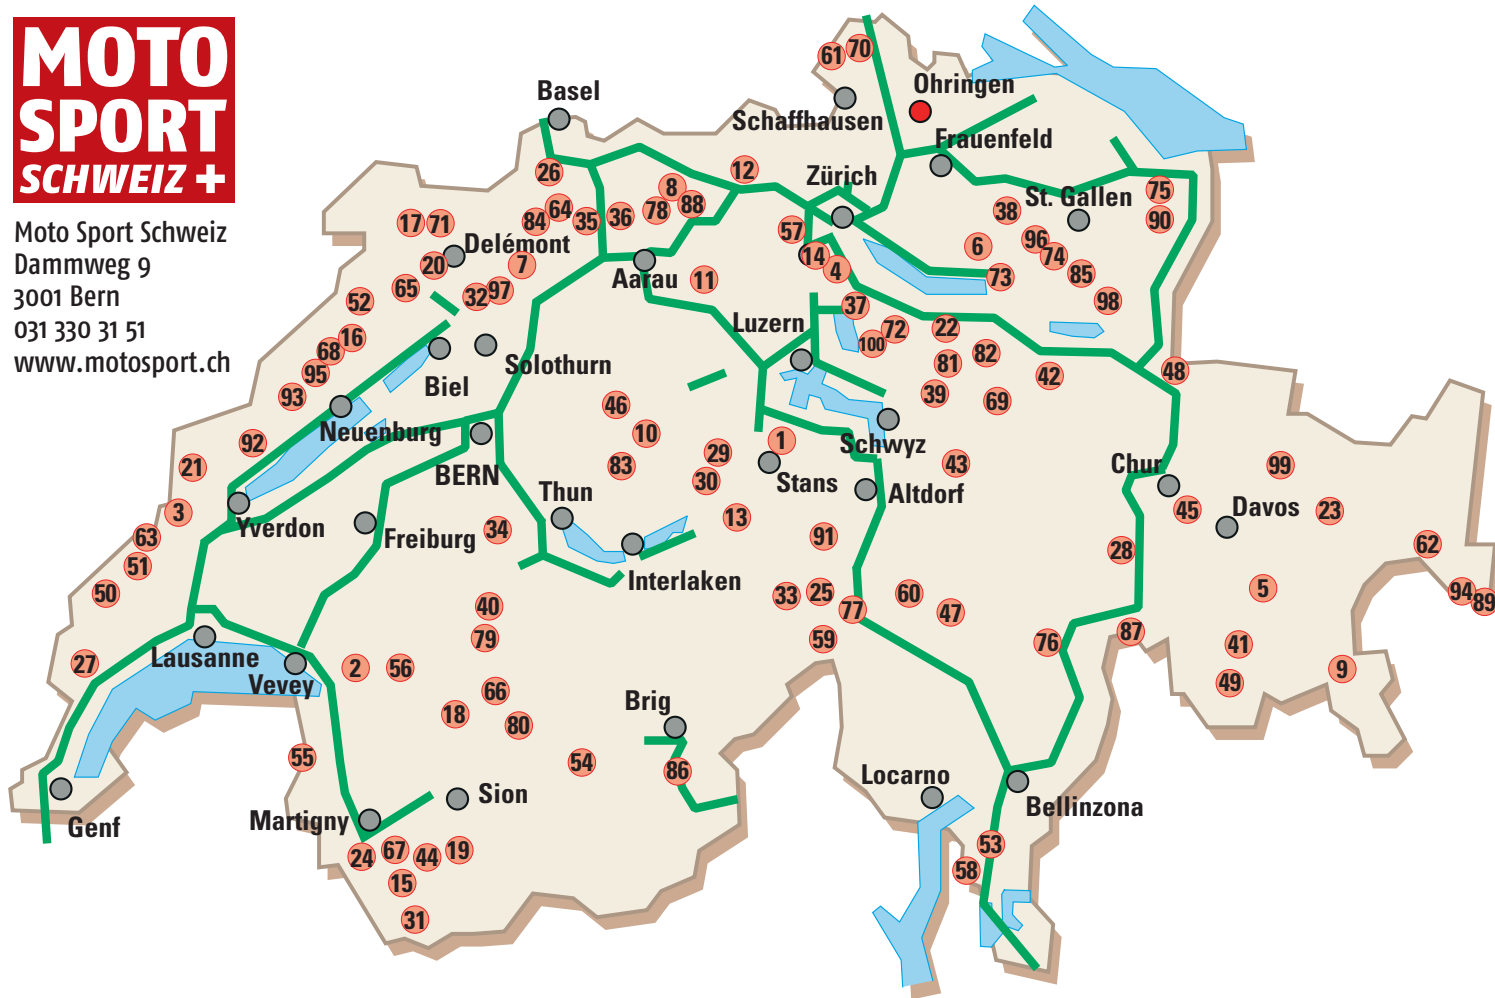 MOTO
SPORT
SCHWEIZ +
Moto Sport Schweiz
Dammweg 9
3001 Bern
031 330 31 51
www.motosport.ch
61 70
Ohringen
Basel
Schaffhausen
Frauenfeld
26
12
Zürich
8
75
St. Gallen
17 71
84 64 35 36 78 88
38
90
57
Delémont
96
6
74
20
7
14
4
Aarau
11
73
85
65
32 97
52
37
98
Luzern
72
22
16
100
68
82
Solothurn
81
95
Biel
48
42
93
39
69
46
Neuenburg
10
92
1
Schwyz
29
21
83
43
Chur
99
BERN
30
Stans
Thun
Altdorf
Davos
3
13
45
23
Yverdon
34
63
Freiburg
91
62
28
51
Interlaken
50
33 25
60
5
94
89
40
77
47
79
59
87
76
41
Lausanne
27
2
56
9
Vevey
49
66
Brig
18
80
55
54
86
Locarno
Sion
Bellinzona
Martigny
Genf
53
24 67 44 19
58
15
31